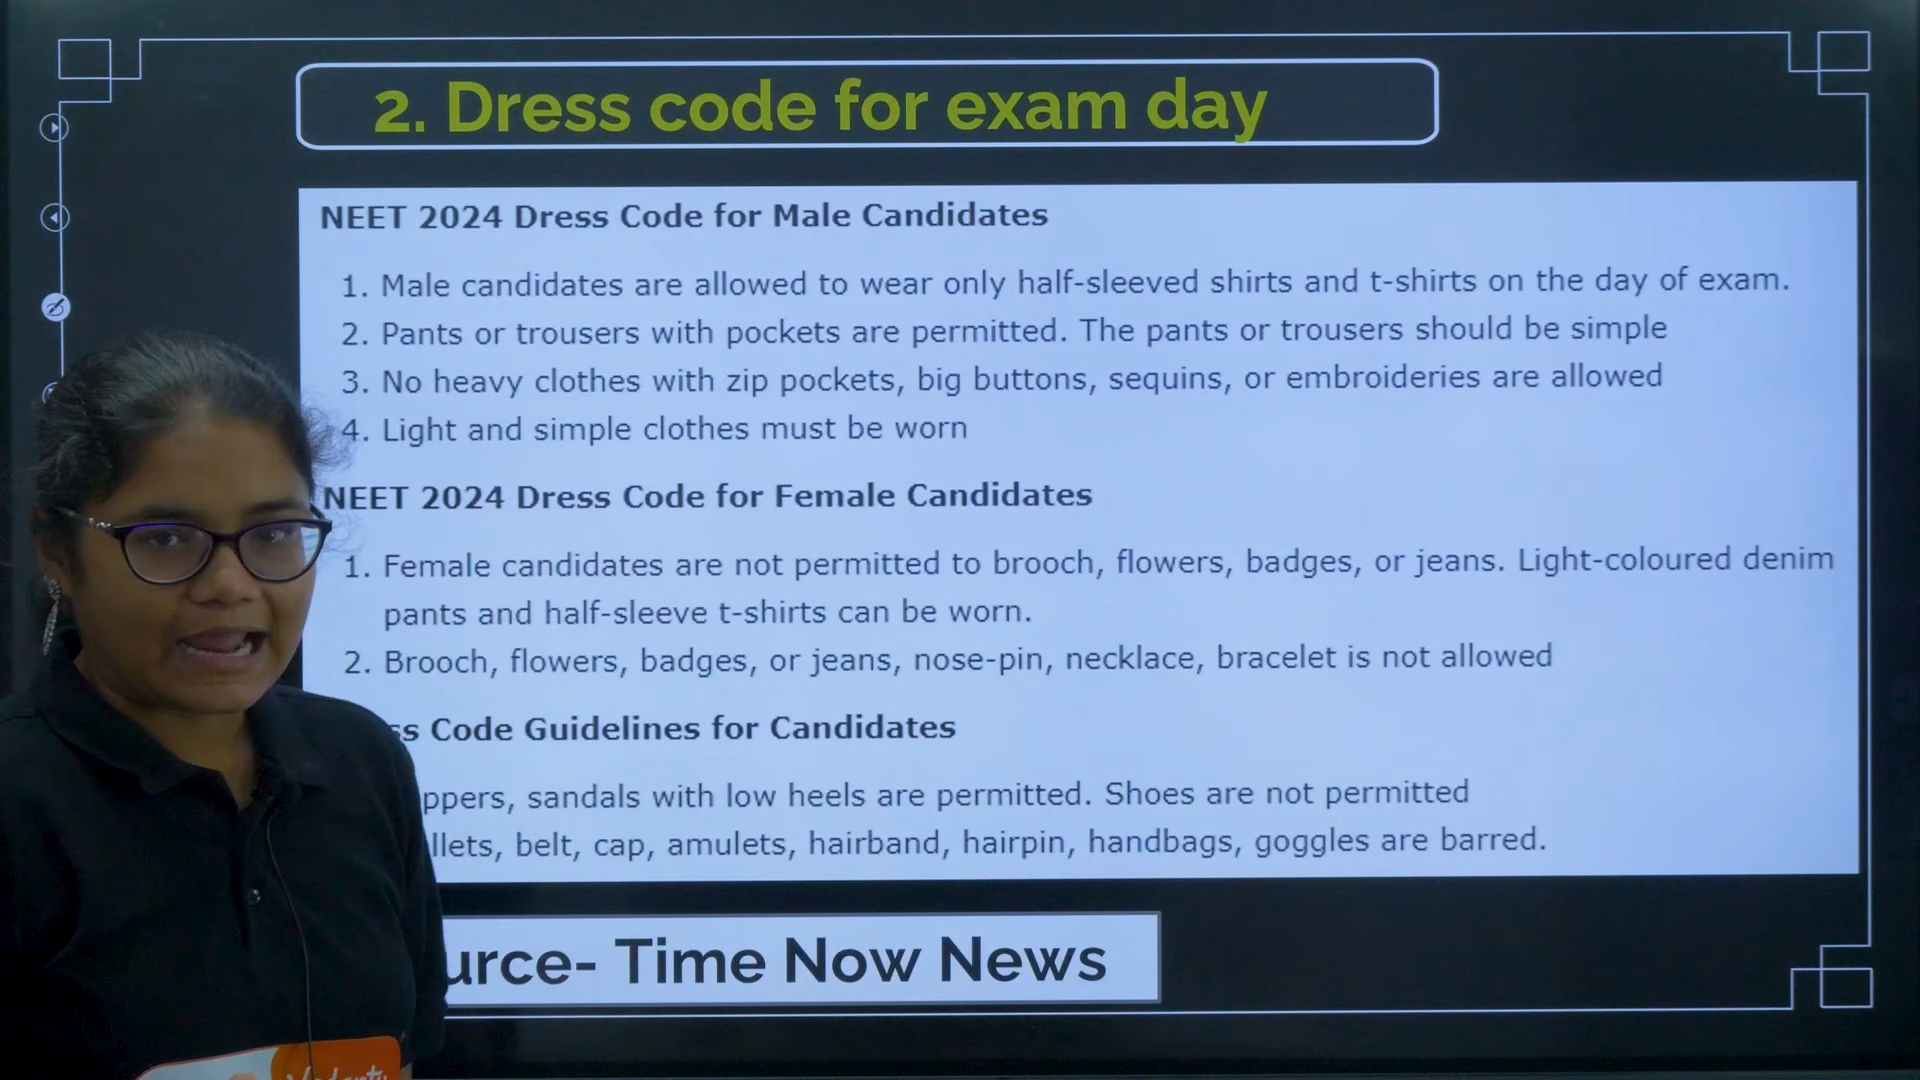 2. Dress code for exam day
NEET 2024 Dress Code for Male Candidates
1. Male candidates are allowed to wear only half-sleeved shirts and t-shirts on the day of exam.
2. Pants or trousers with pockets are permitted. The pants or trousers should be simple
3. No heavy clothes with zip pockets, big buttons, sequins, or embroideries are allowed
4. Light and simple clothes must be worn
NEET 2024 Dress Code for Female Candidates
1. Female candidates are not permitted to brooch, flowers, badges, or jeans. Light-coloured denim
pants and half-sleeve t-shirts can be worn.
2. Brooch, flowers, badges, or jeans, nose-pin, necklace, bracelet is not allowed
ss Code Guidelines for Candidates
ppers, sandals with low heels are permitted. Shoes are not permitted
llets, belt, cap, amulets, hairband, hairpin, handbags, goggles are barred.
urce- Time Now News